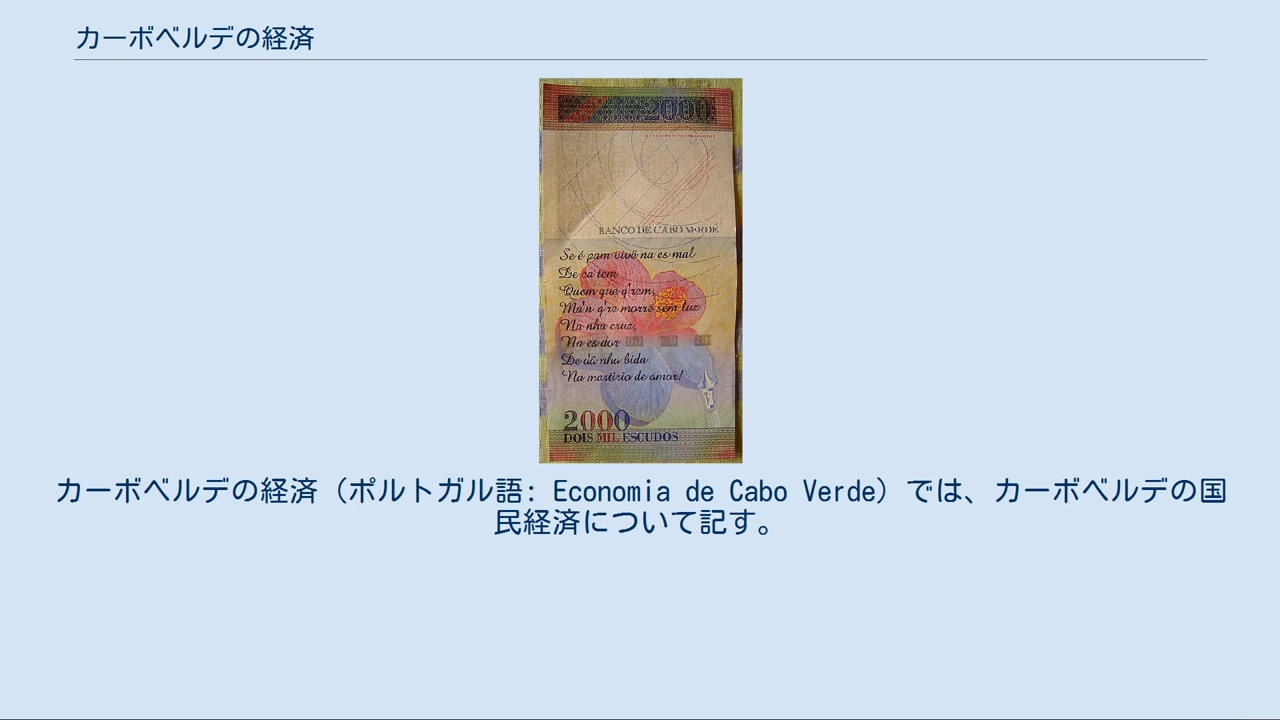 カーボベルデの経済
2000
BANCO DE CABO VERDE
Se é pam vivê na es mal
De ca tem
Quem que q'rem,
Ma'n q're morrê sem luz
Na nha cruz,
Na es dor
De dâ nha bida
Na martirio de amor!
2000
DOIS MIL ESCUDOS
カーボベルデの経済（ポルトガル語: Economia de Cabo Verde）では、カーボベルデの国
民経済について記す。